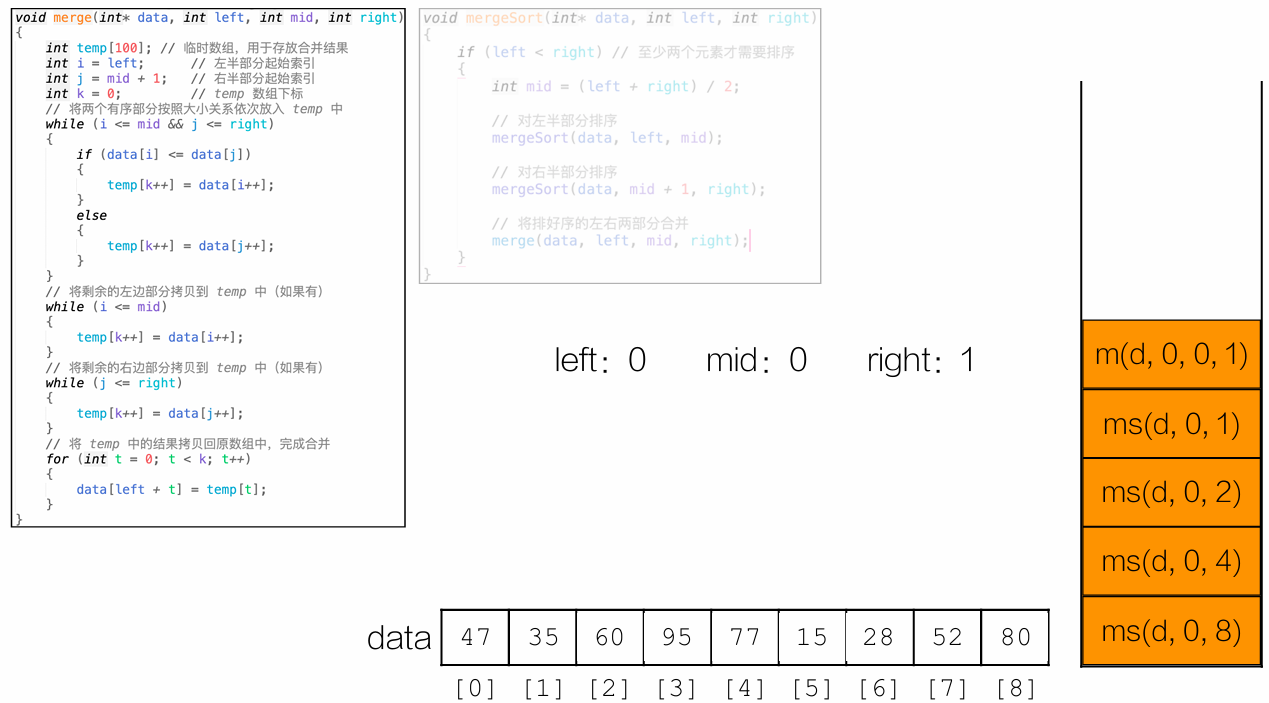 void merge(int* data, int left, int mid, int right)
{
    int temp[100]; // 临时数组，用于存放合并结果
    int i = left;      // 左半部分起始索引
    int j = mid + 1;   // 右半部分起始索引
    int k = 0;         // temp 数组下标
    // 将两个有序部分按照大小关系依次放入 temp 中
    while (i <= mid && j <= right)
    {
        if (data[i] <= data[j])
        {
            temp[k++] = data[i++];
        }
        else
        {
            temp[k++] = data[j++];
        }
    }
    // 将剩余的左边部分拷贝到 temp 中（如果有）
    while (i <= mid)
    {
        temp[k++] = data[i++];
    }
    // 将剩余的右边部分拷贝到 temp 中（如果有）
    while (j <= right)
    {
        temp[k++] = data[j++];
    }
    // 将 temp 中的结果拷贝回原数组中，完成合并
    for (int t = 0; t < k; t++)
    {
        data[left + t] = temp[t];
    }
}
void mergeSort(int* data, int left, int right)
{
    if (left < right) // 至少两个元素才需要排序
    {
        int mid = (left + right) / 2;
        // 对左半部分排序
        mergeSort(data, left, mid);
        // 对右半部分排序
        mergeSort(data, mid + 1, right);
        // 将排好序的左右两部分合并
        merge(data, left, mid, right);
    }
}
left: 0 mid: 0 right: 1
m(d, 0, 0, 1)
ms(d, 0, 1)
ms(d, 0, 2)
ms(d, 0, 4)
ms(d, 0, 8)
data 47 35 60 95 77 15 28 52 80
[0] [1] [2] [3] [4] [5] [6] [7] [8]